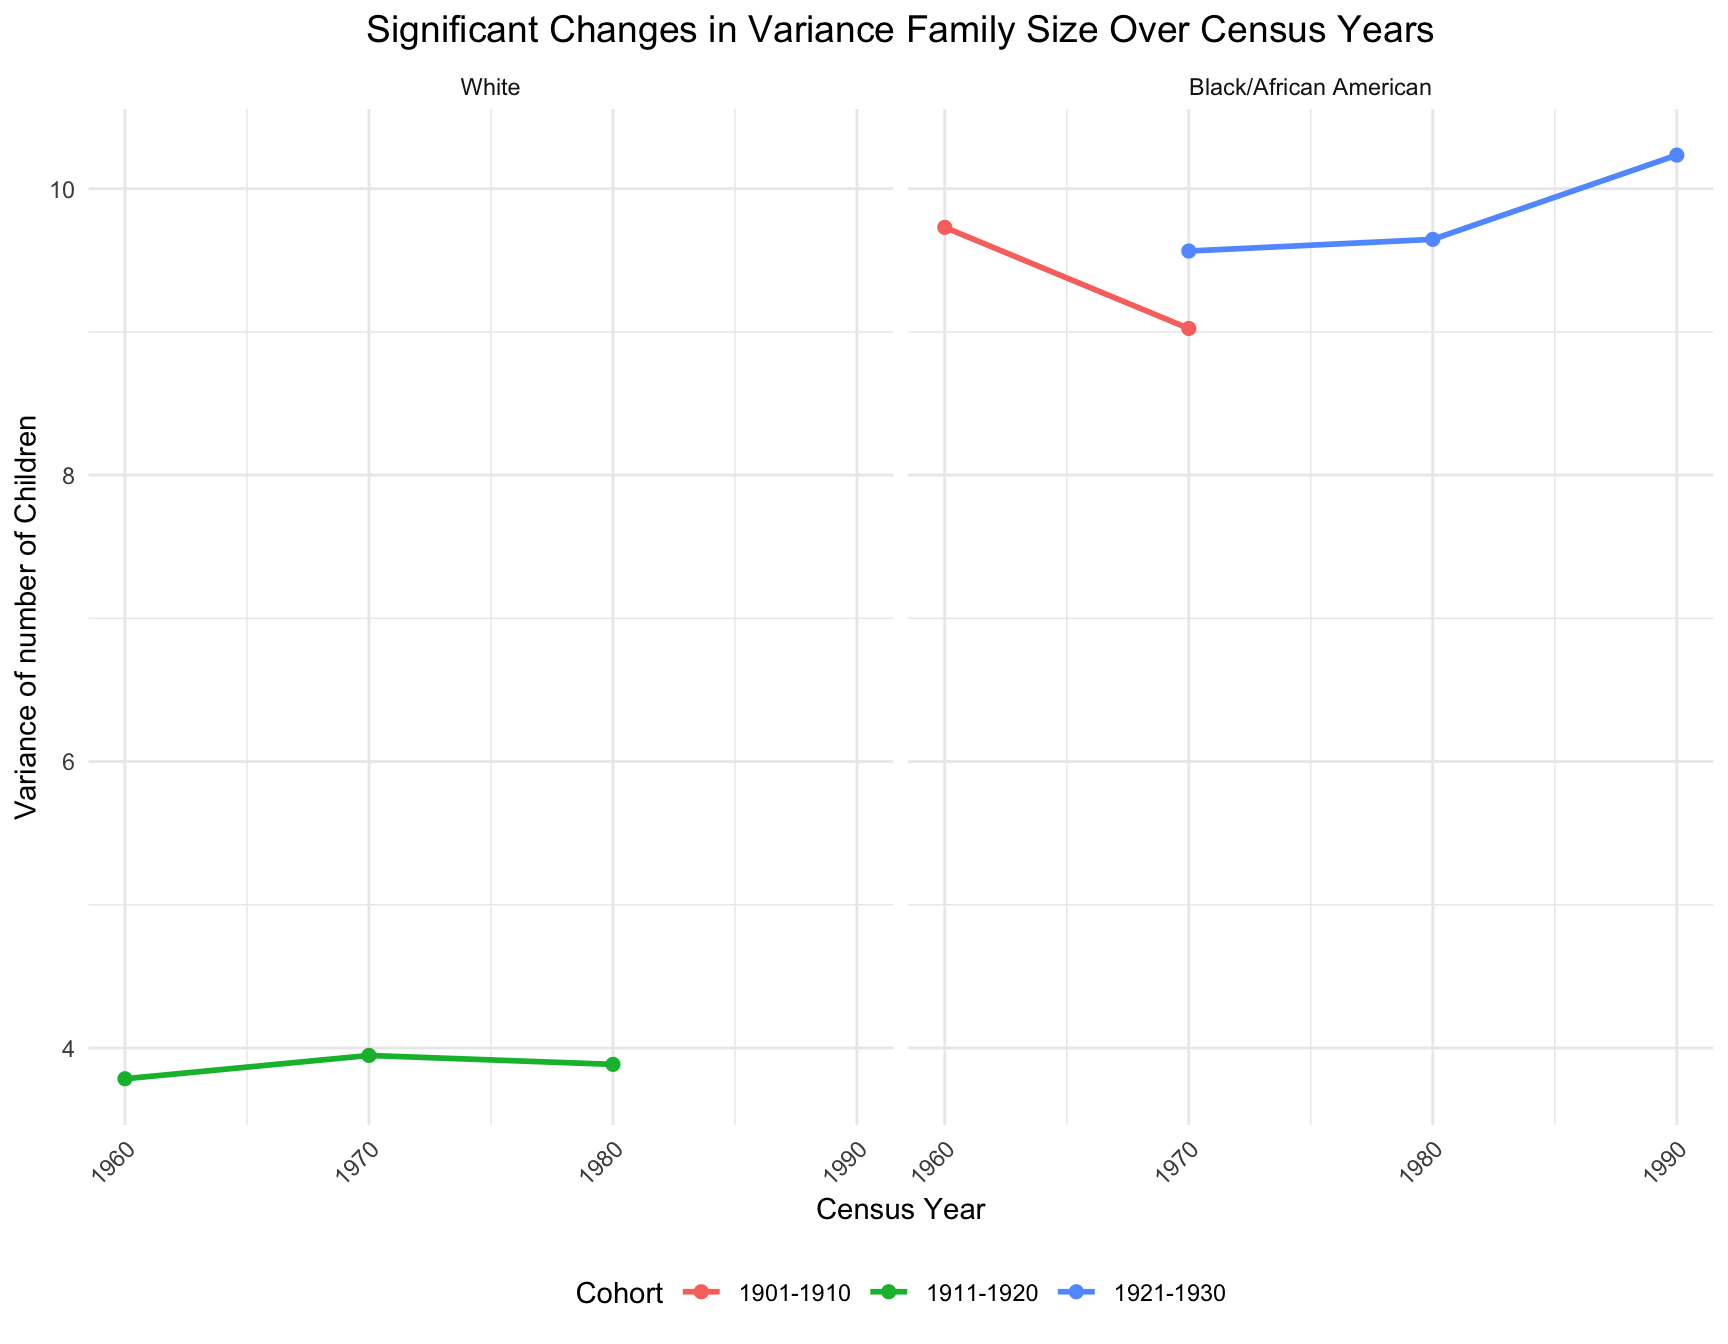 Significant Changes in Variance Family Size Over Census Years
White
Black/African American
Variance of number of Children
10
8
6
4
1960
1970
1980
1990
1960
1970
1980
1990
Census Year
Cohort 1901-1910 1911-1920 1921-1930